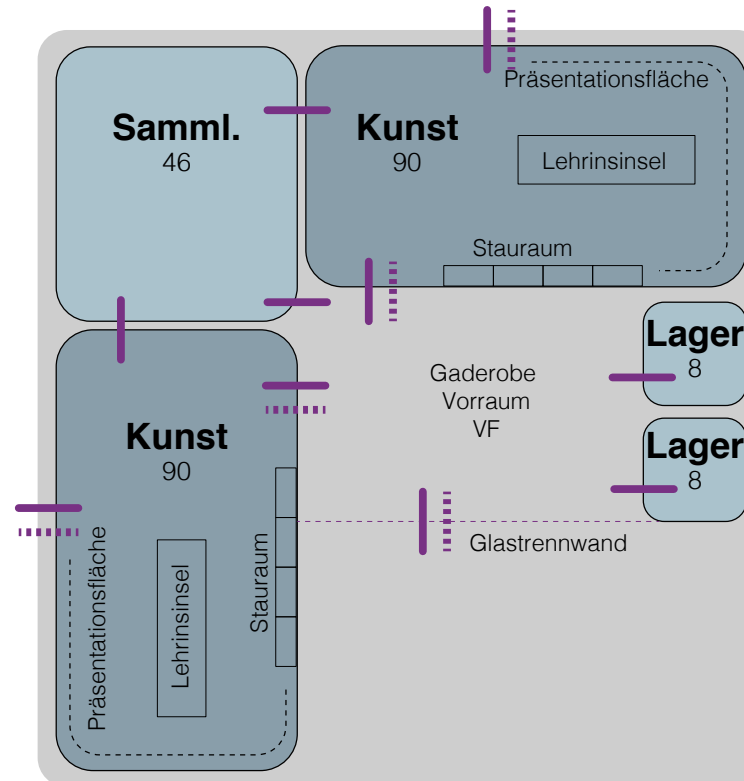 Samml.
46
Kunst
90
Präsentationsfläche
Lehrinsinsel
Stauraum
Lager
8
Gaderobe
Vorraum
VF
Lager
8
Kunst
90
Glastrennwand
Stauraum
Lehrinsinsel
Präsentationsfläche